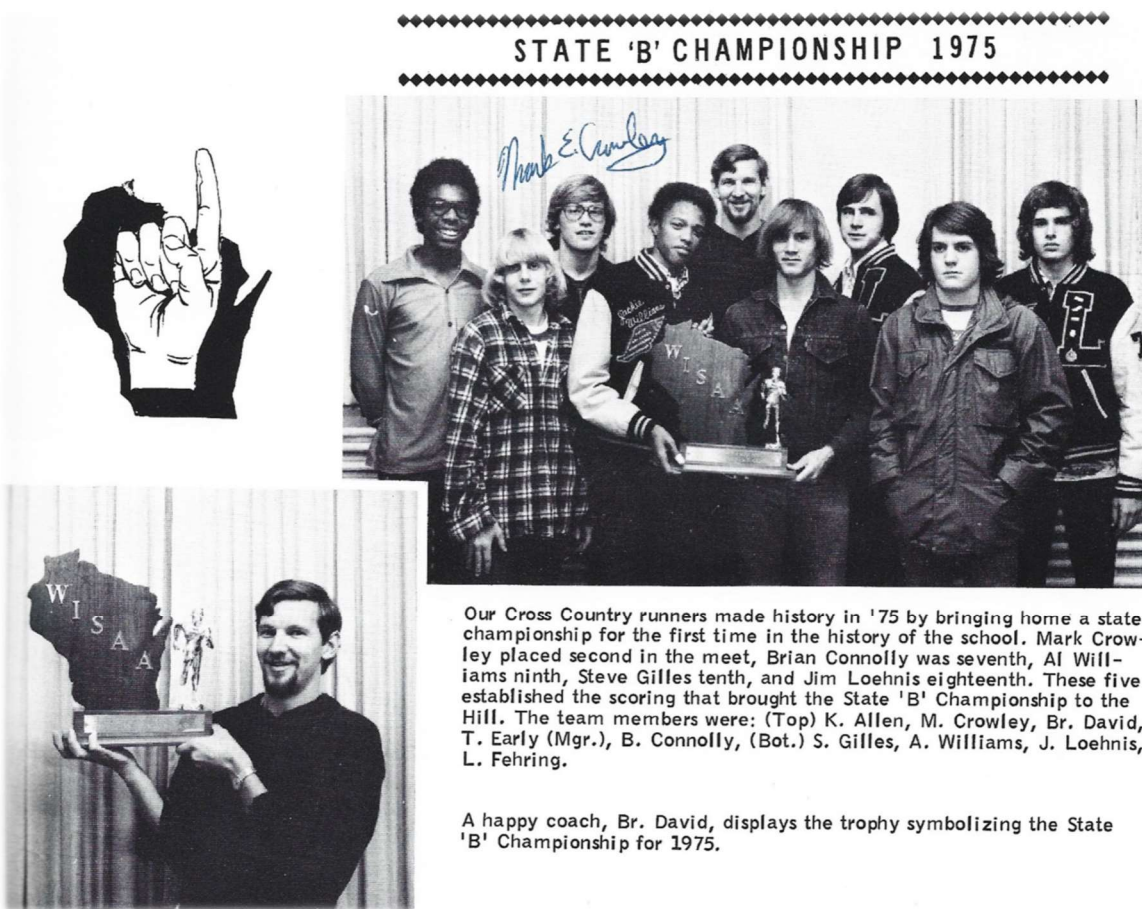 STATE 'B' CHAMPIONSHIP 1975
Mark E. Crowley
Jackie
Williams
WISAA
L
WISAA
Our Cross Country runners made history in '75 by bringing home a state
championship for the first time in the history of the school. Mark Crow-
ley placed second in the meet, Brian Connolly was seventh, Al Will-
iams ninth, Steve Gilles tenth, and Jim Loehnis eighteenth. These five
established the scoring that brought the State 'B' Championship to the
Hill. The team members were: (Top) K. Allen, M. Crowley, Br. David,
T. Early (Mgr.), B. Connolly, (Bot.) S. Gilles, A. Williams, J. Loehnis,
L. Fehring.
A happy coach, Br. David, displays the trophy symbolizing the State
'B' Championship for 1975.